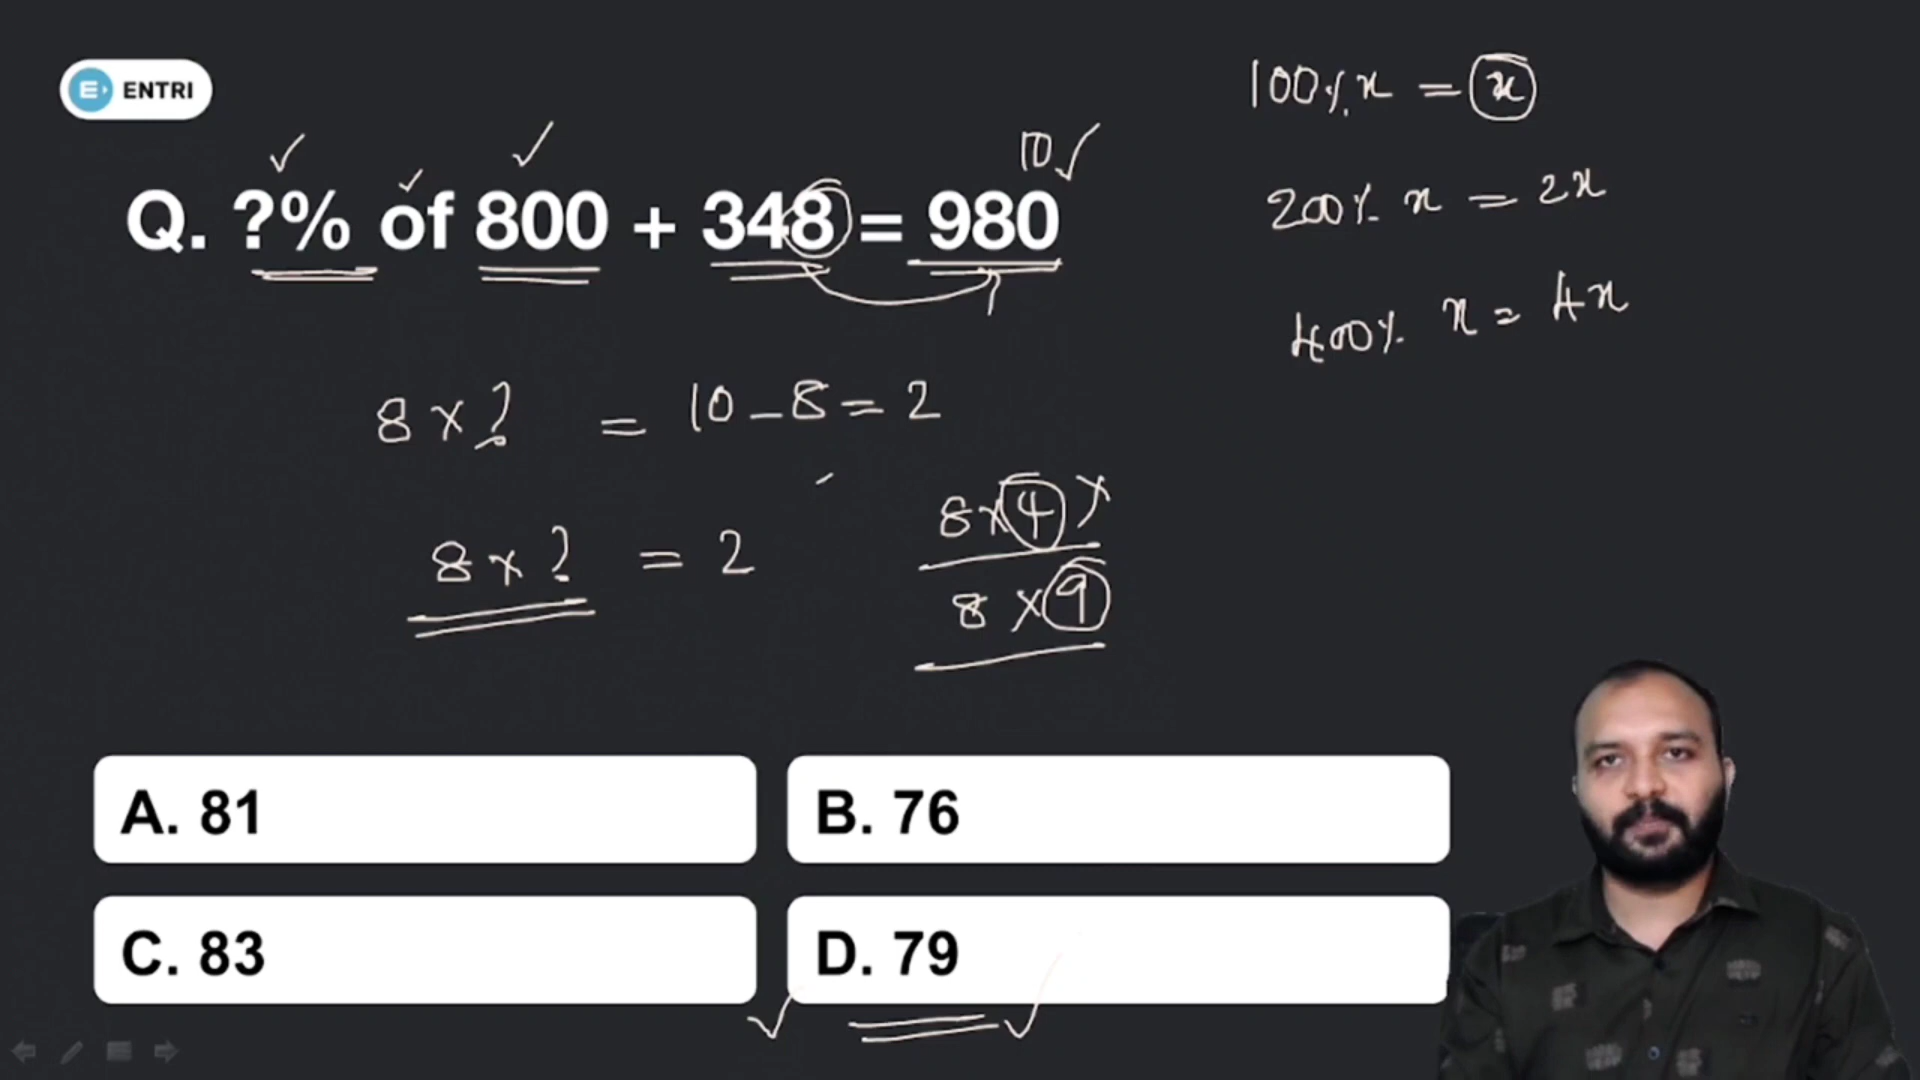 ENTRI
100% x = x
10
Q. ?% of 800 + 348 = 980
200% x = 2x
400% x = 4x
8 x ? = 10 - 8 = 2
8 x 4
8 x ? = 2
8 x 9
A. 81
B. 76
C. 83
D. 79